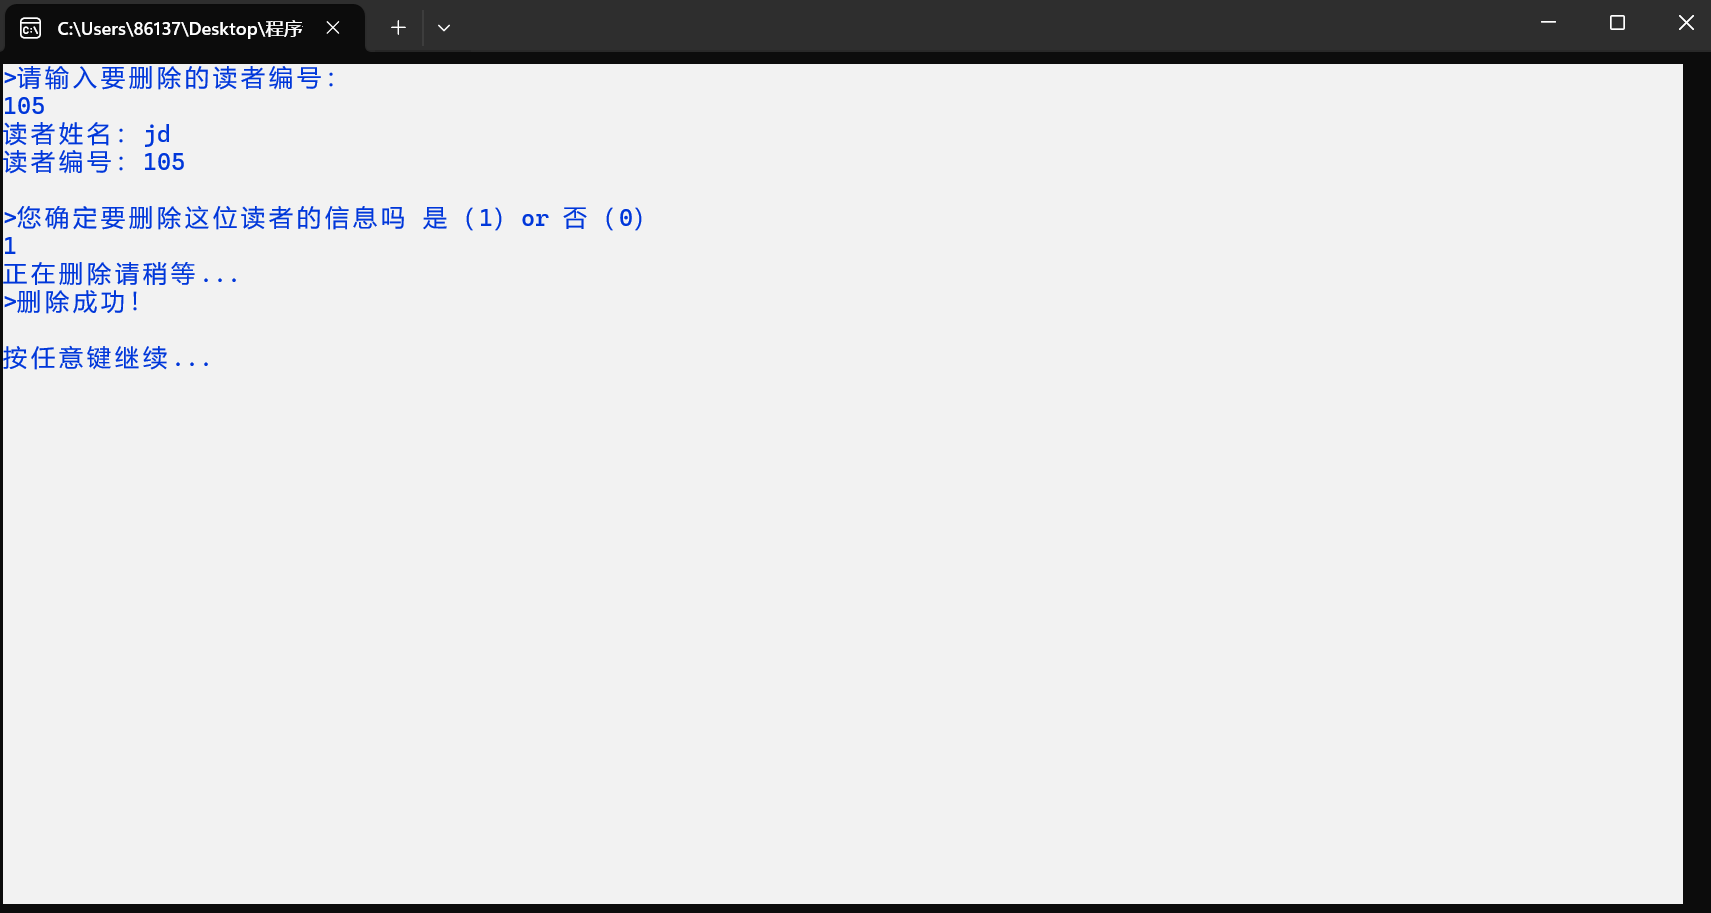 C:\Users\86137\Desktop\程序
>请输入要删除的读者编号：
105
读者姓名：jd
读者编号：105
>您确定要删除这位读者的信息吗 是（1）or 否（0）
1
正在删除请稍等...
>删除成功！
按任意键继续...